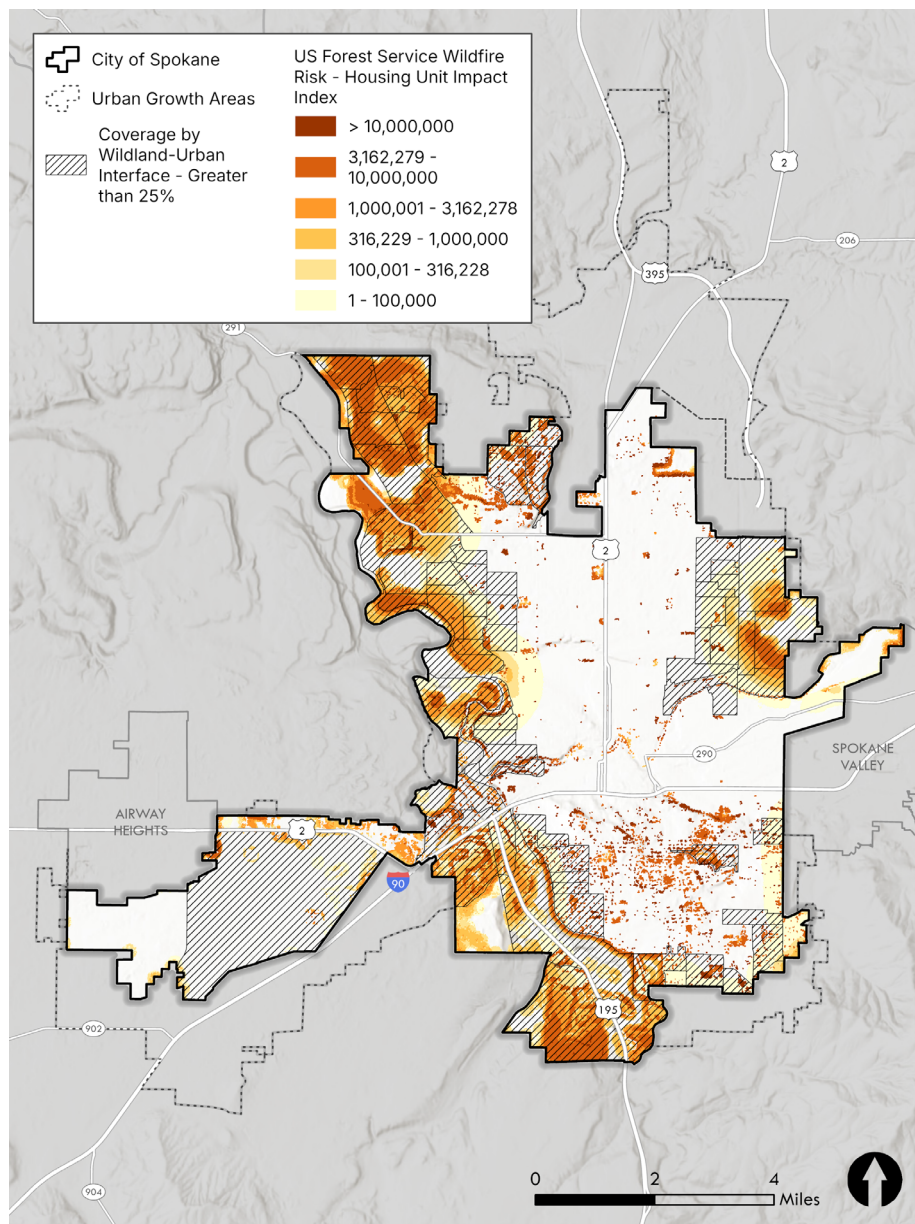 City of Spokane
Urban Growth Areas
Coverage by
Wildland-Urban
Interface - Greater
than 25%
US Forest Service Wildfire
Risk - Housing Unit Impact
Index
> 10,000,000
3,162,279 -
10,000,000
1,000,001 - 3,162,278
316,229 - 1,000,000
100,001 - 316,228
1 - 100,000
2
206
395
291
2
290
SPOKANE
VALLEY
AIRWAY
HEIGHTS
2
90
195
902
904
0 2 4
Miles